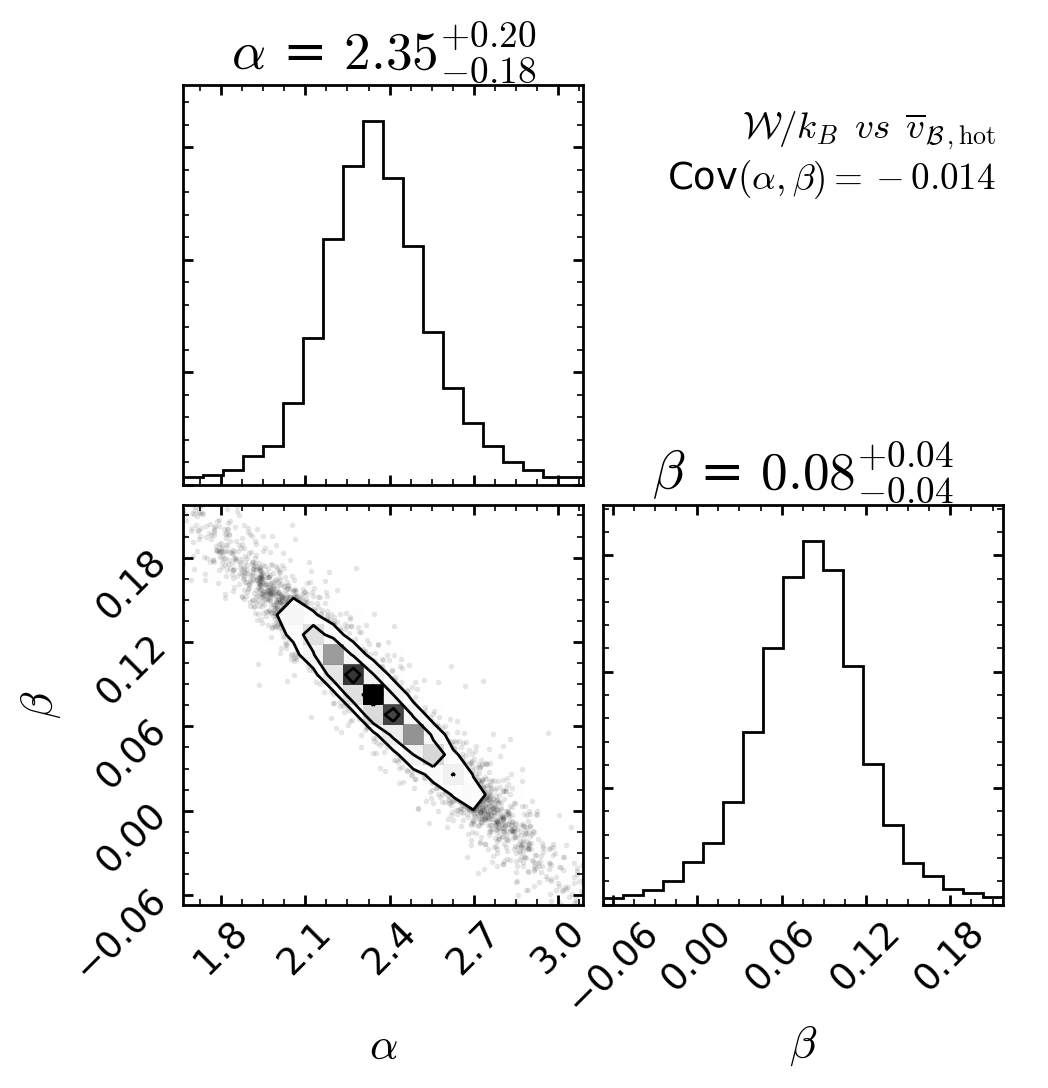 α = 2.35^{+0.20}_{−0.18}
𝒲/k_B vs v̅_{ℬ, hot}
Cov(α, β) = −0.014
β = 0.08^{+0.04}_{−0.04}
0.18
0.12
0.06
0.00
−0.06
β
1.8
2.1
2.4
2.7
3.0
α
−0.06
0.00
0.06
0.12
0.18
β